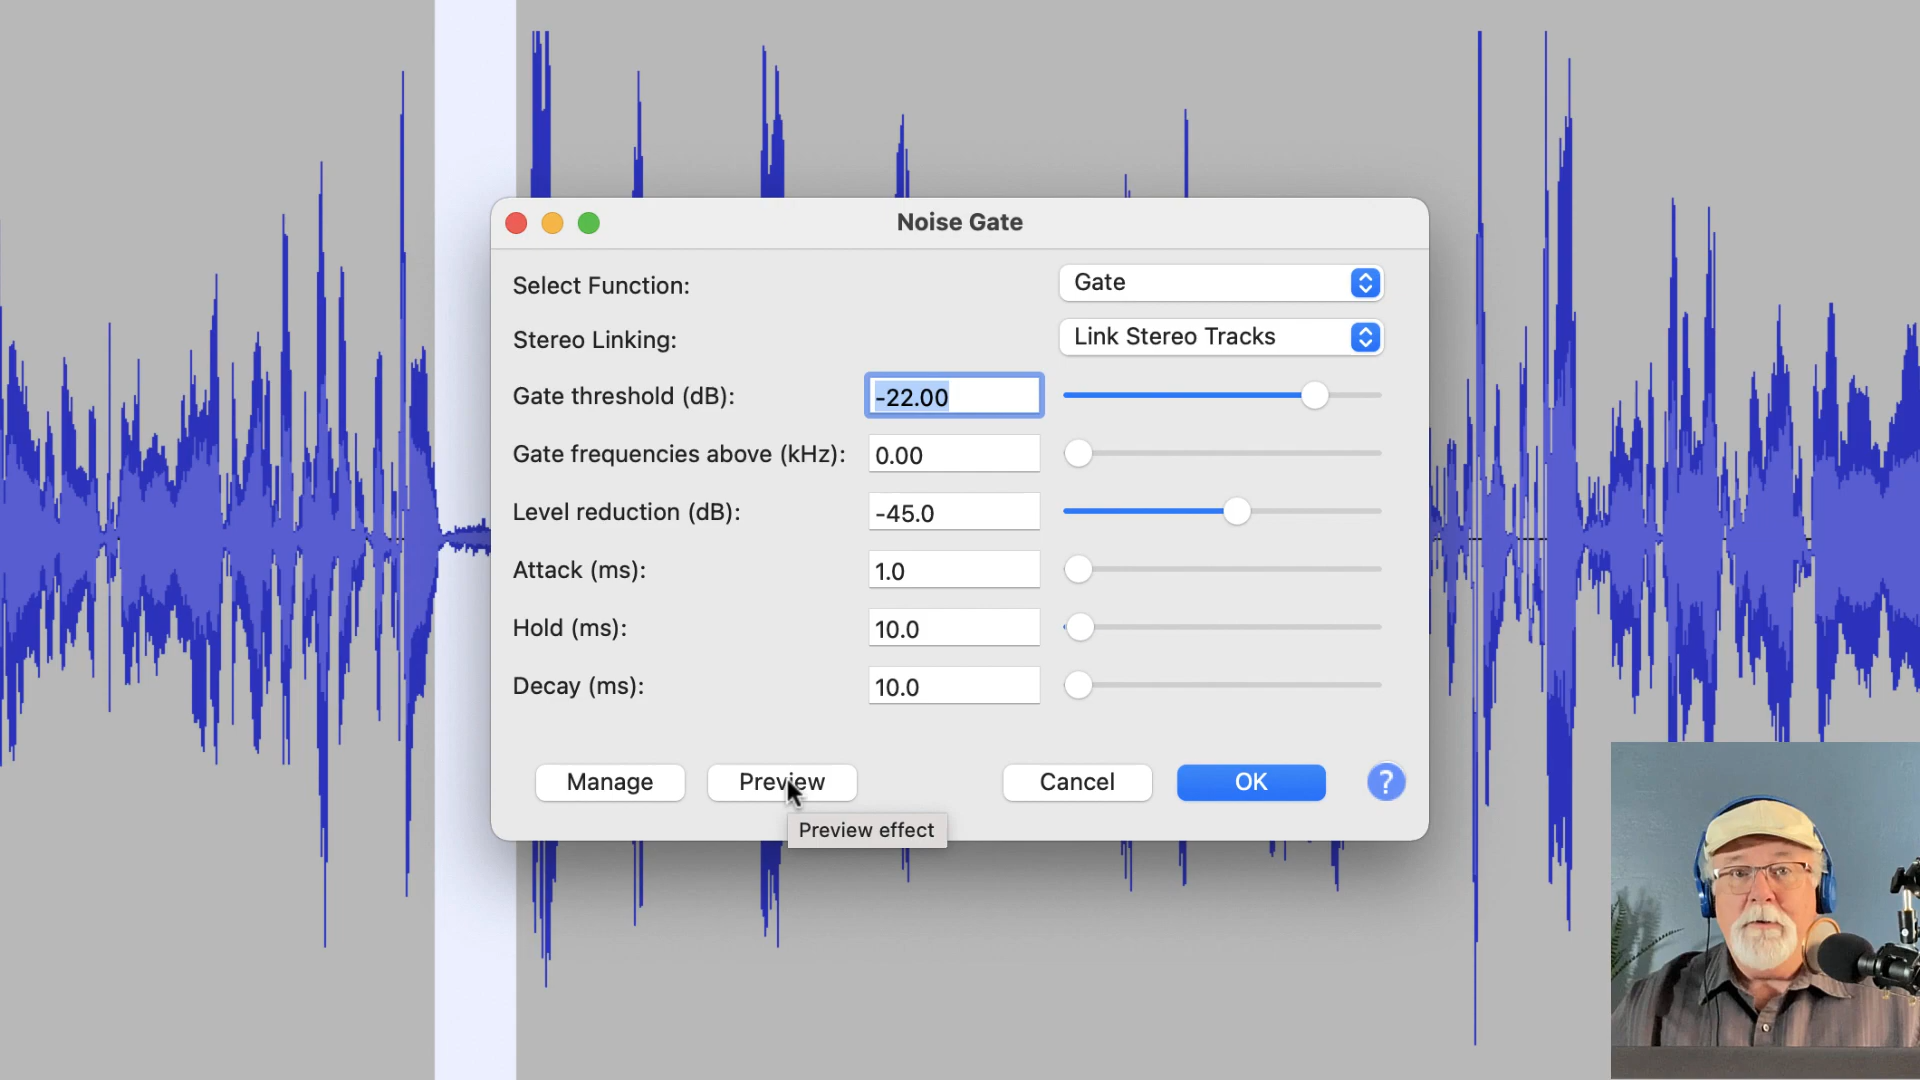 Noise Gate
Select Function:
Gate
Stereo Linking:
Link Stereo Tracks
Gate threshold (dB):
-22.00
Gate frequencies above (kHz):
0.00
Level reduction (dB):
-45.0
Attack (ms):
1.0
Hold (ms):
10.0
Decay (ms):
10.0
Manage
Preview
Cancel
OK
?
Preview effect